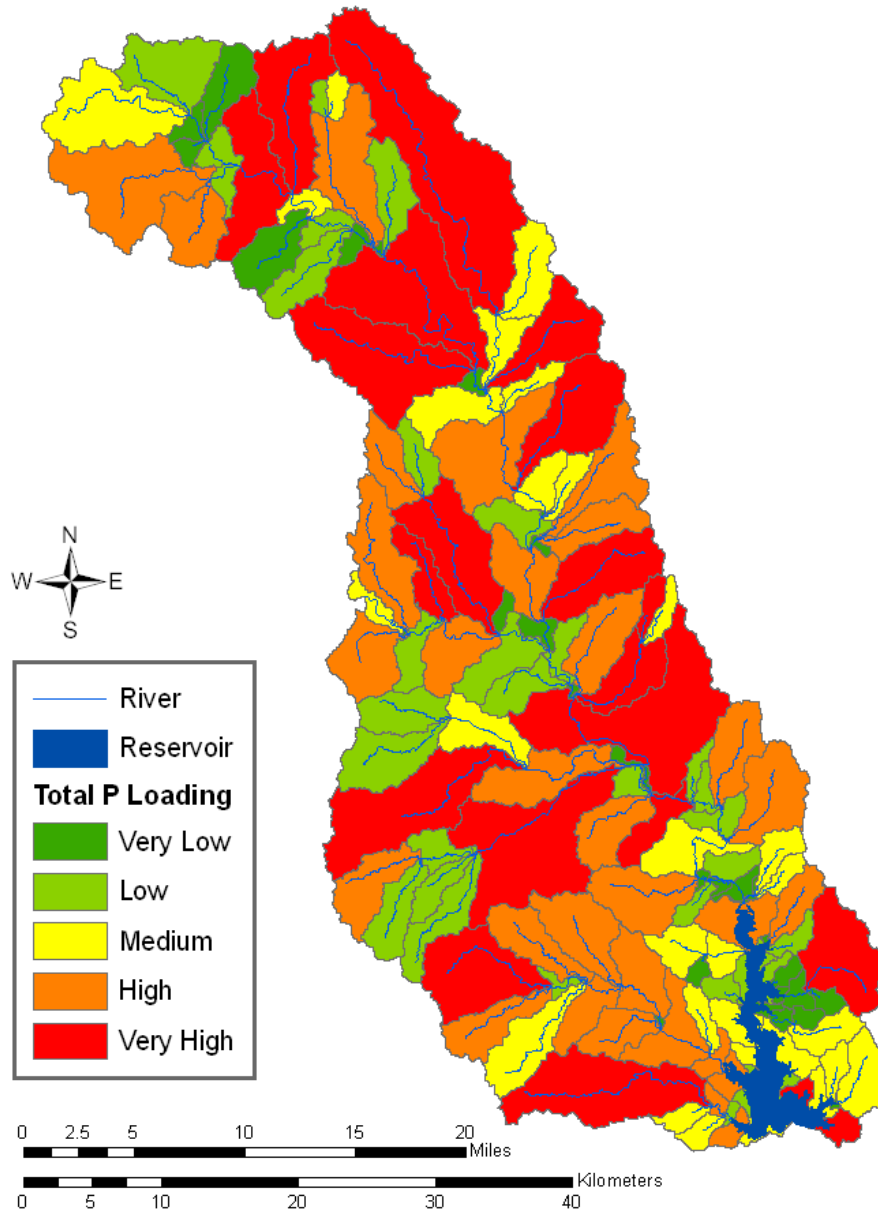 N
W E
S
River
Reservoir
Total P Loading
Very Low
Low
Medium
High
Very High
0 2.5 5 10 15 20
Miles
Kilometers
0 5 10 20 30 40